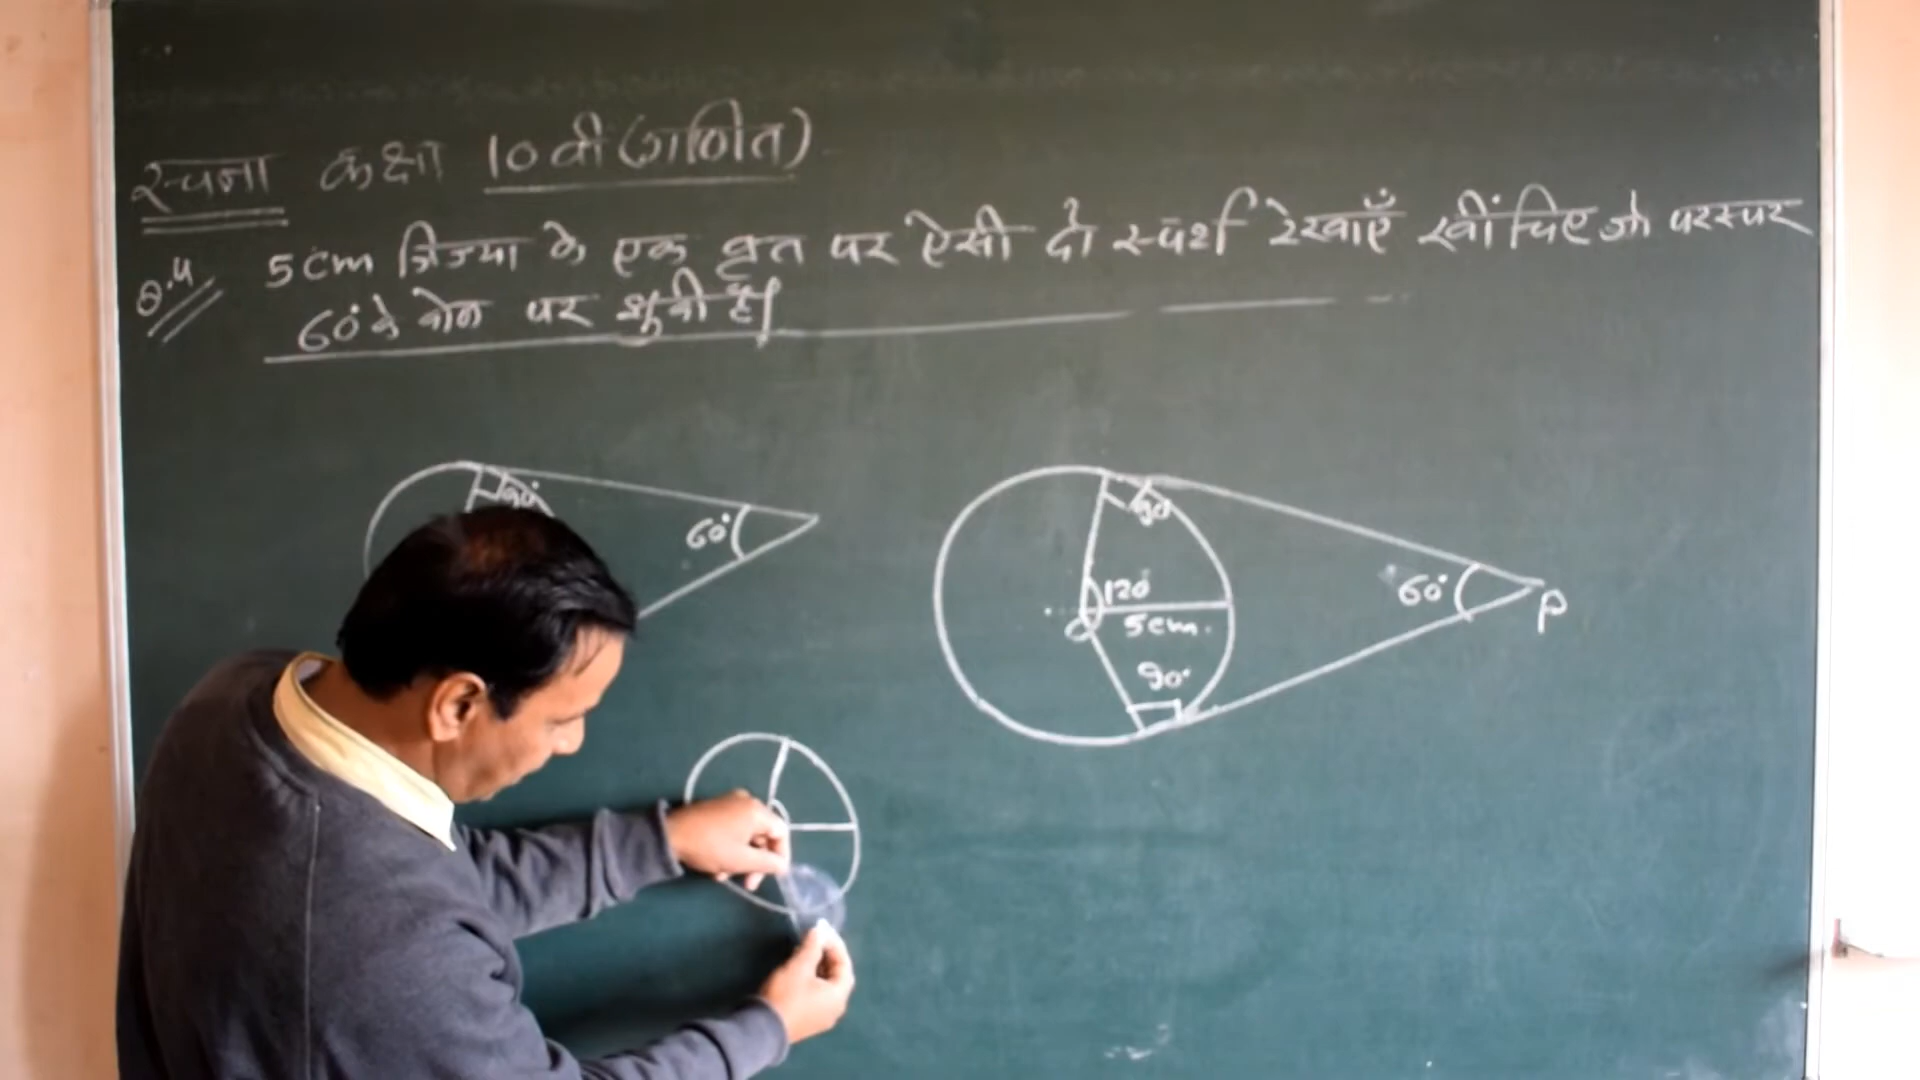 रचना कक्षा 10 वी (गणित)
Q.4 5cm त्रिज्या के एक वृत पर ऐसी दो स्पर्श रेखाएँ खींचिए जो परस्पर
60° के कोण पर झुकी हैं।
90° 60°
90
120° 60° P
O 5cm.
90°